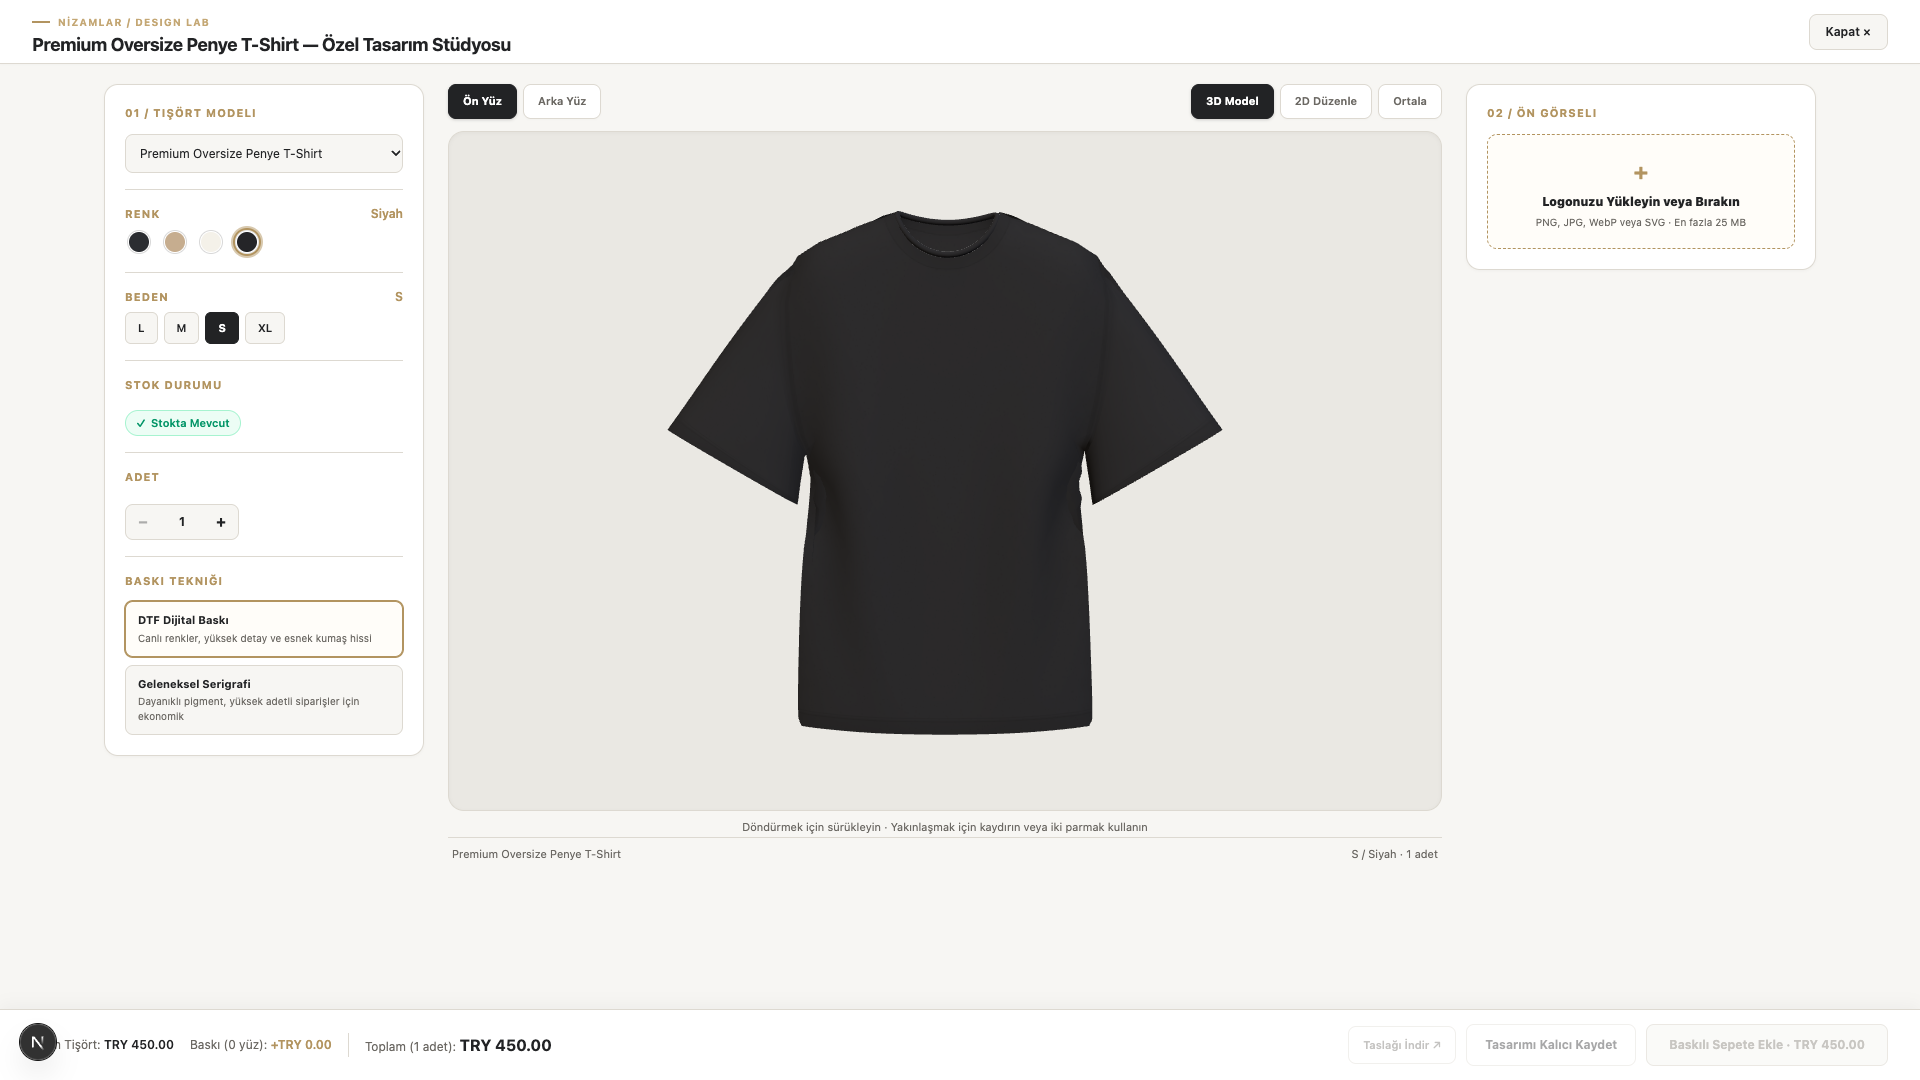 NİZAMLAR / DESIGN LAB
Premium Oversize Penye T-Shirt — Özel Tasarım Stüdyosu
Kapat ×
01 / TIŞÖRT MODELI
Premium Oversize Penye T-Shirt
RENK
Siyah
BEDEN
S
L
M
S
XL
STOK DURUMU
✓ Stokta Mevcut
ADET
− 1 +
BASKI TEKNIĞI
DTF Dijital Baskı
Canlı renkler, yüksek detay ve esnek kumaş hissi
Geleneksel Serigrafi
Dayanıklı pigment, yüksek adetli siparişler için
ekonomik
Ön Yüz
Arka Yüz
3D Model
2D Düzenle
Ortala
Döndürmek için sürükleyin · Yakınlaşmak için kaydırın veya iki parmak kullanın
Premium Oversize Penye T-Shirt
S / Siyah · 1 adet
02 / ÖN GÖRSELI
+
Logonuzu Yükleyin veya Bırakın
PNG, JPG, WebP veya SVG · En fazla 25 MB
N
Tişört: TRY 450.00
Baskı (0 yüz): +TRY 0.00
Toplam (1 adet): TRY 450.00
Taslağı İndir ↗
Tasarımı Kalıcı Kaydet
Baskılı Sepete Ekle · TRY 450.00